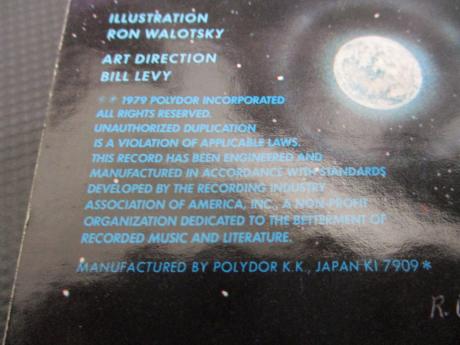 ILLUSTRATION
RON WALOTSKY
ART DIRECTION
BILL LEVY
℗ © 1979 POLYDOR INCORPORATED
ALL RIGHTS RESERVED.
UNAUTHORIZED DUPLICATION
IS A VIOLATION OF APPLICABLE LAWS.
THIS RECORD HAS BEEN ENGINEERED AND
MANUFACTURED IN ACCORDANCE WITH STANDARDS
DEVELOPED BY THE RECORDING INDUSTRY
ASSOCIATION OF AMERICA, INC., A NON-PROFIT
ORGANIZATION DEDICATED TO THE BETTERMENT OF
RECORDED MUSIC AND LITERATURE.
MANUFACTURED BY POLYDOR K.K., JAPAN KI 7909 *
R.